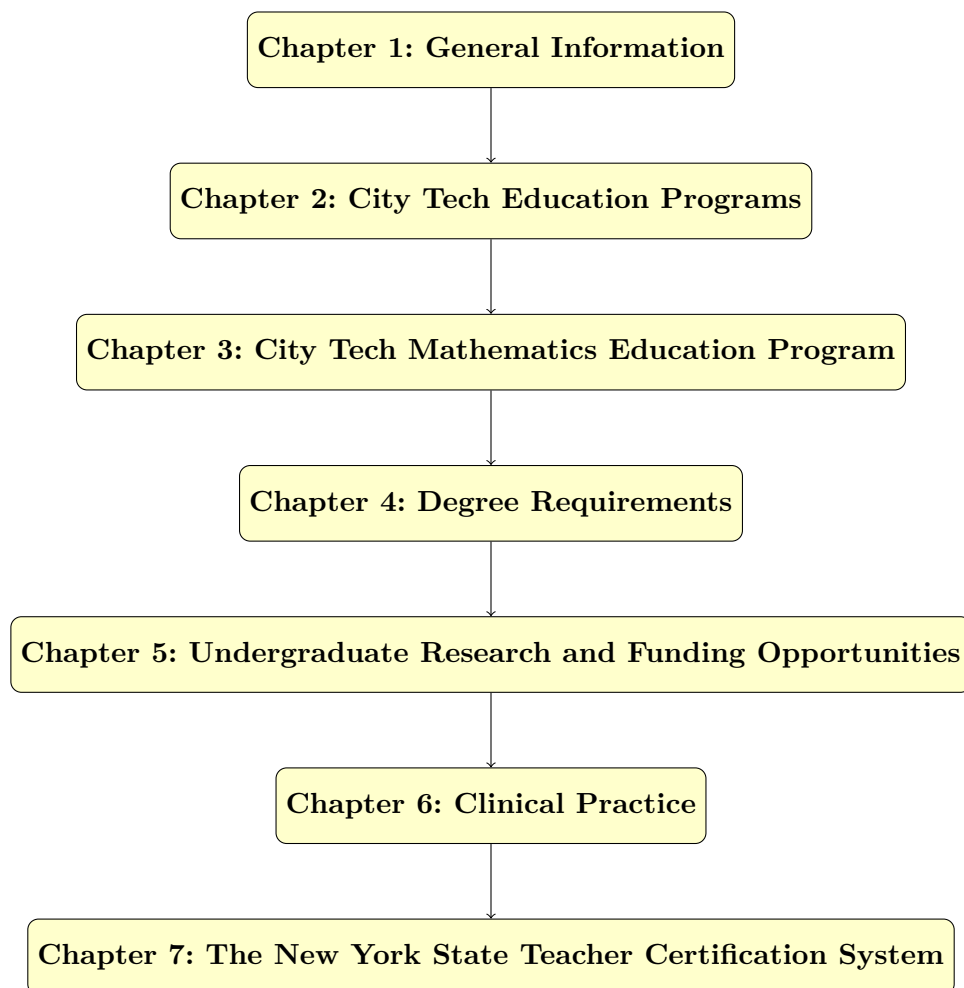 Chapter 1: General Information
Chapter 2: City Tech Education Programs
Chapter 3: City Tech Mathematics Education Program
Chapter 4: Degree Requirements
Chapter 5: Undergraduate Research and Funding Opportunities
Chapter 6: Clinical Practice
Chapter 7: The New York State Teacher Certification System